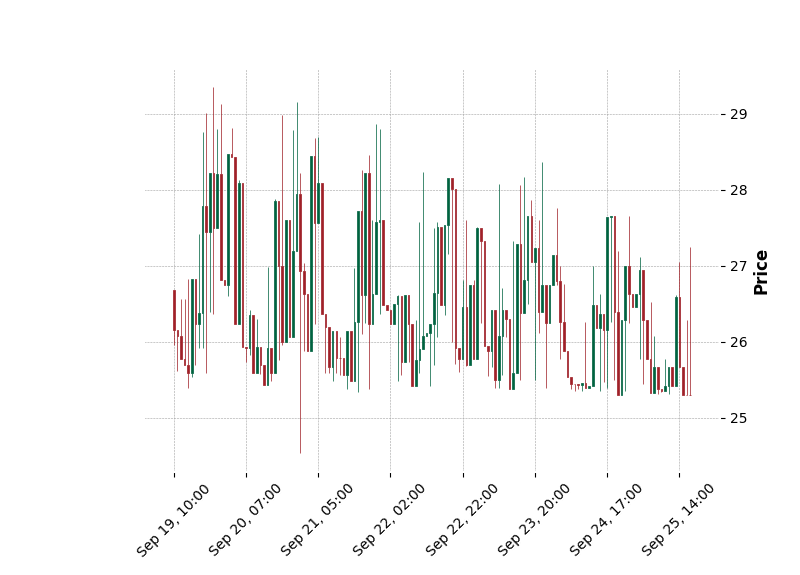 29
28
27
26
25
Price
Sep 19, 10:00
Sep 20, 07:00
Sep 21, 05:00
Sep 22, 02:00
Sep 22, 22:00
Sep 23, 20:00
Sep 24, 17:00
Sep 25, 14:00